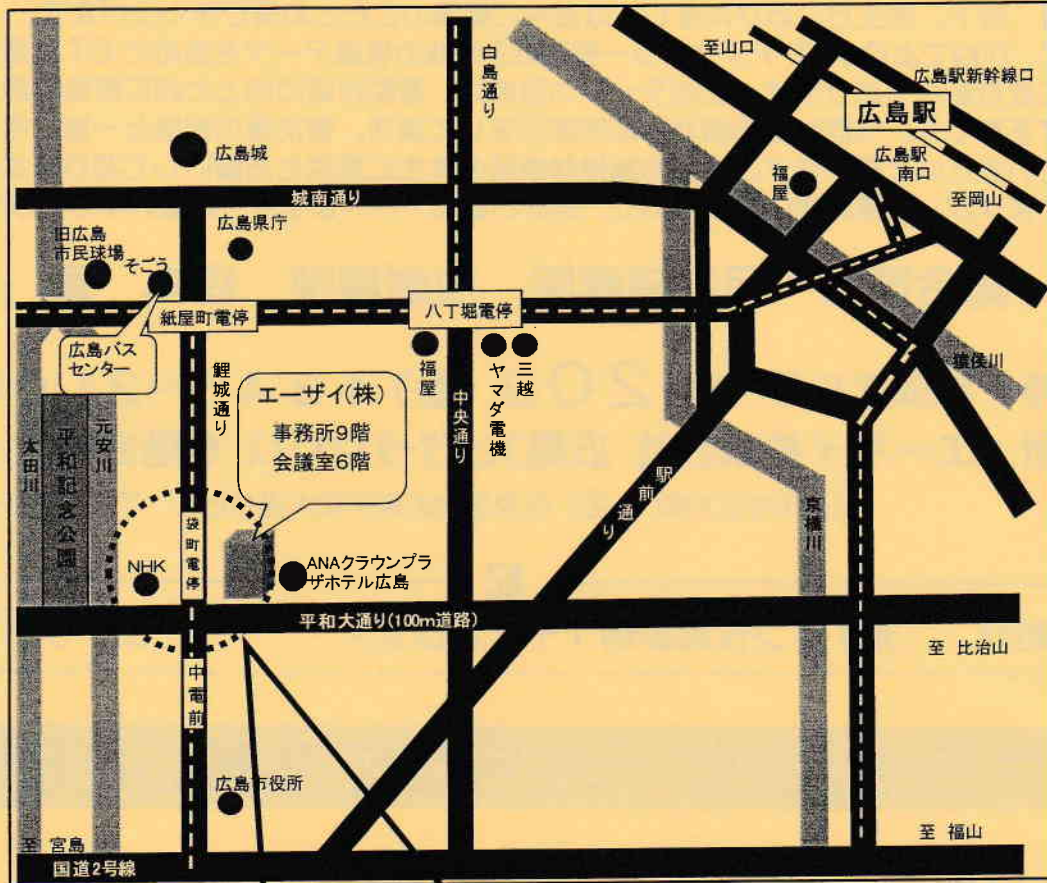 白島通り
至山口
広島駅新幹線口
広島駅
広島駅
南口
福屋
至岡山
広島城
城南通り
広島県庁
旧広島
市民球場
そごう
紙屋町電停
八丁堀電停
広島バス
センター
鯉城通り
福屋
中央通り
ヤマダ電機
三越
猿猴川
エーザイ(株)
事務所9階
会議室6階
太田川
平和記念公園
元安川
駅前通り
京橋川
袋町電停
NHK
ANAクラウンプラ
ザホテル広島
平和大通り(100m道路)
至 比治山
中電前
広島市役所
至 宮島
至 福山
国道2号線